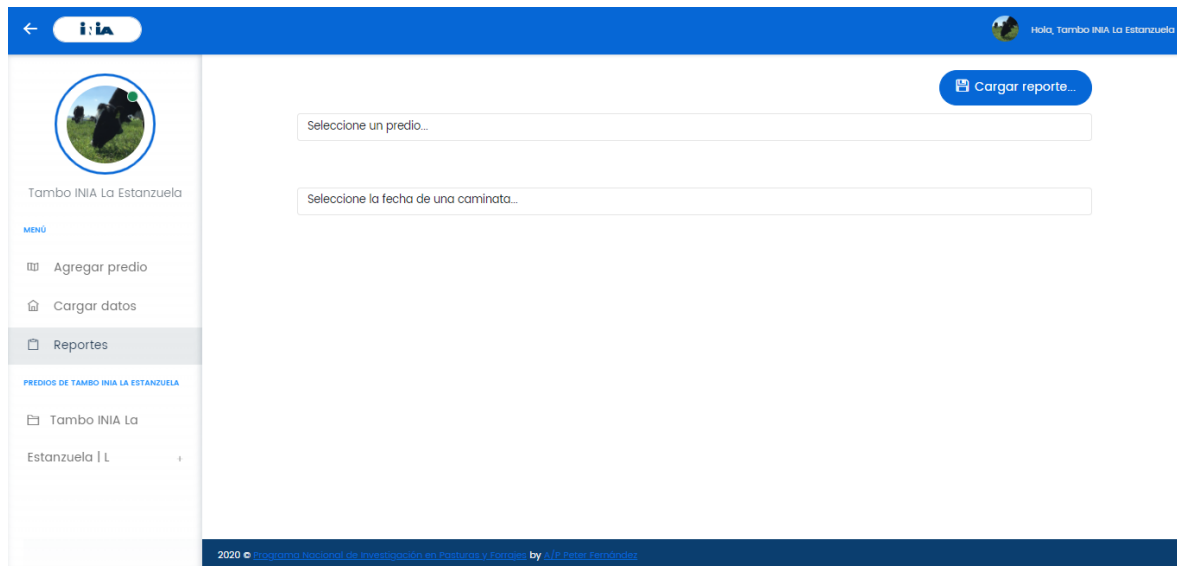 INIA
Hola, Tambo INIA La Estanzuela
Tambo INIA La Estanzuela
MENÚ
Agregar predio
Cargar datos
Reportes
PREDIOS DE TAMBO INIA LA ESTANZUELA
Tambo INIA La
Estanzuela | L
Cargar reporte...
Seleccione un predio...
Seleccione la fecha de una caminata...
2020 © Programa Nacional de Investigación en Pasturas y Forrajes by A/P Peter Fernández